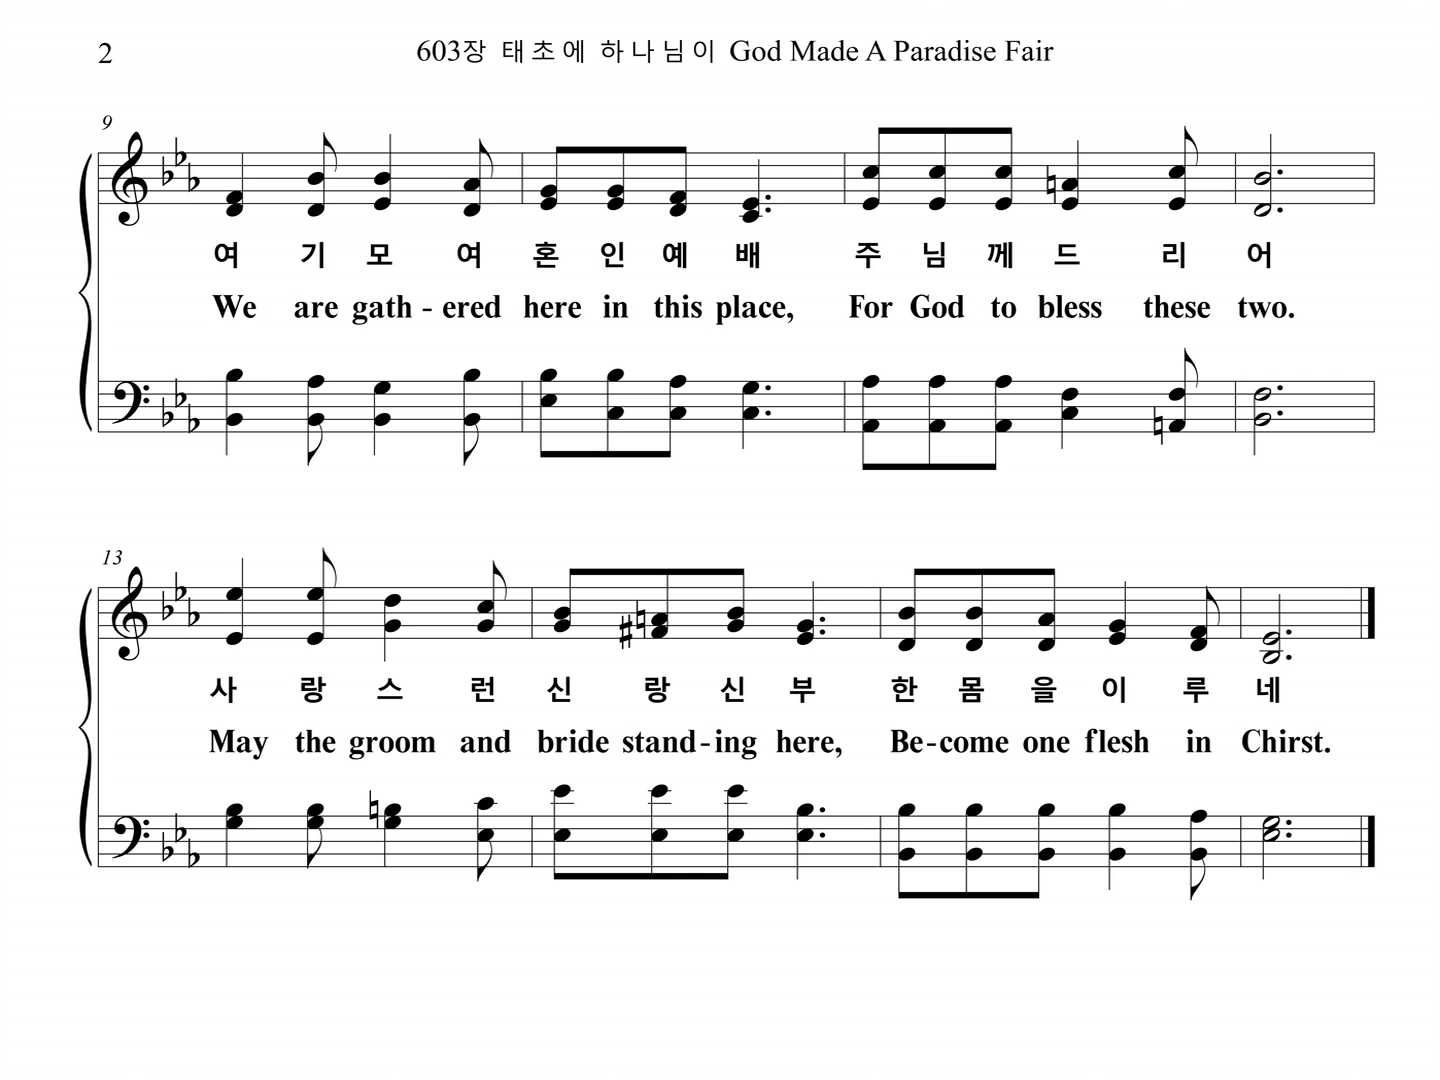 2
603장 태초에 하나님이 God Made A Paradise Fair
9
여 기 모 여 혼 인 예 배 주 님 께 드 리 어
We are gath - ered here in this place, For God to bless these two.
13
사 랑 스 런 신 랑 신 부 한 몸 을 이 루 네
May the groom and bride stand - ing here, Be - come one flesh in Chirst.